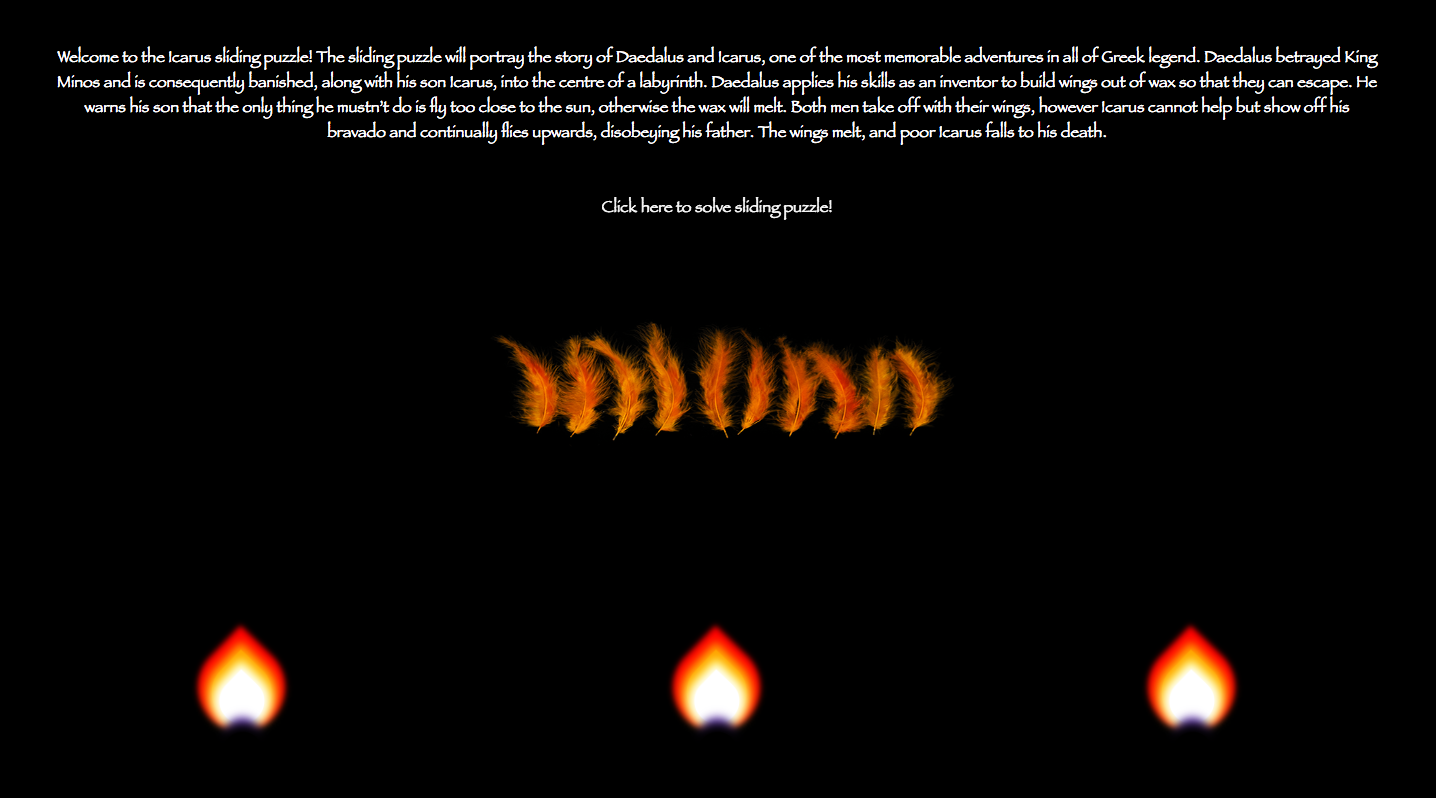 Welcome to the Icarus sliding puzzle! The sliding puzzle will portray the story of Daedalus and Icarus, one of the most memorable adventures in all of Greek legend. Daedalus betrayed King
Minos and is consequently banished, along with his son Icarus, into the centre of a labyrinth. Daedalus applies his skills as an inventor to build wings out of wax so that they can escape. He
warns his son that the only thing he mustn’t do is fly too close to the sun, otherwise the wax will melt. Both men take off with their wings, however Icarus cannot help but show off his
bravado and continually flies upwards, disobeying his father. The wings melt, and poor Icarus falls to his death.
Click here to solve sliding puzzle!